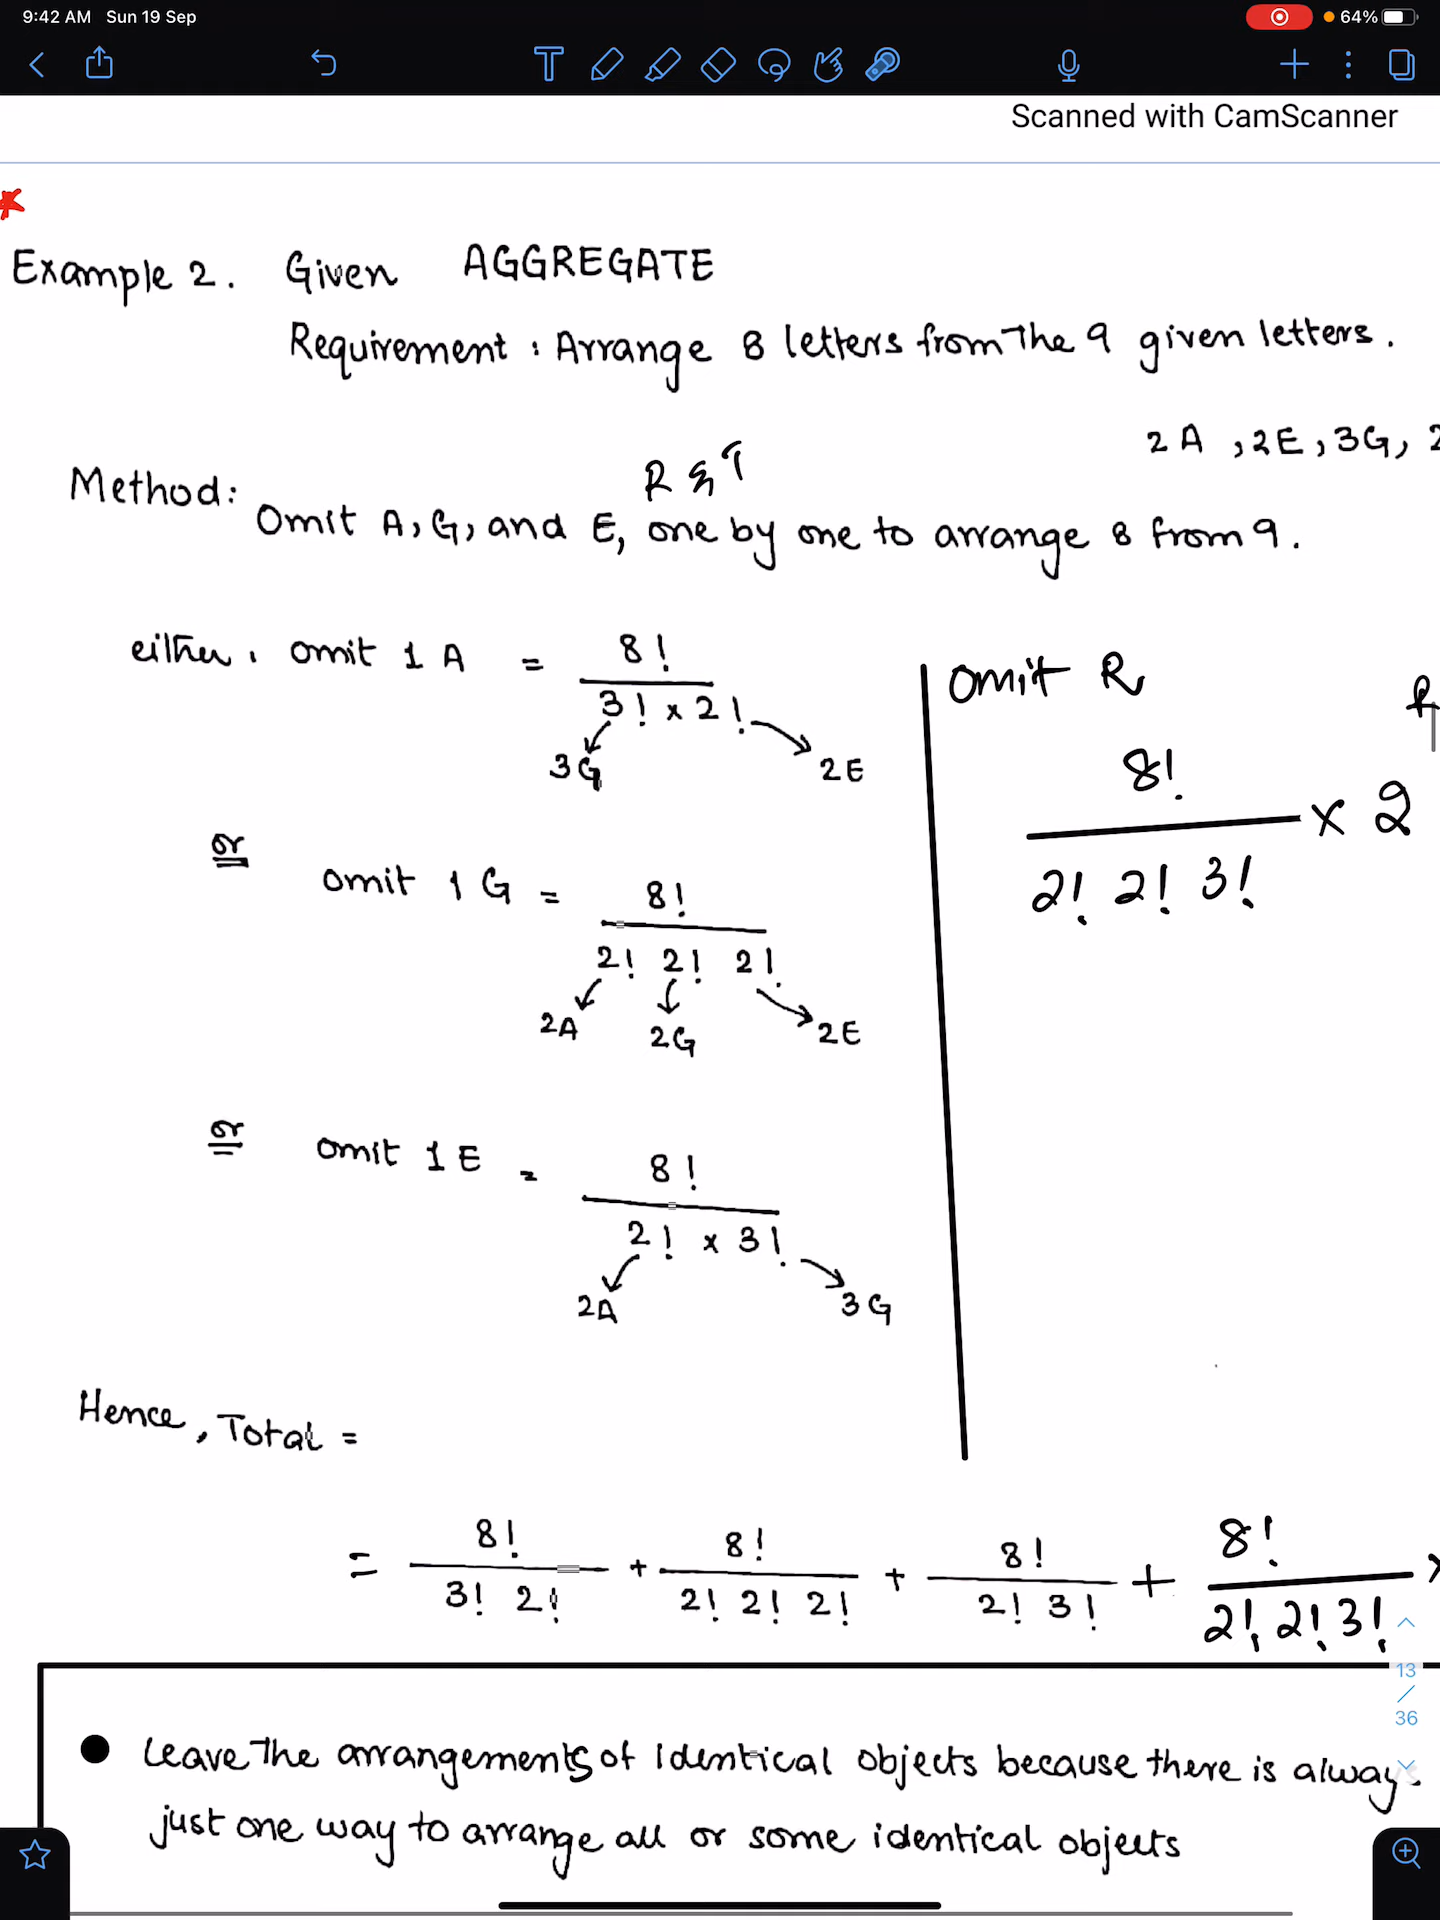 9:42 AM Sun 19 Sep
64%
Scanned with CamScanner
Example 2. Given AGGREGATE
Requirement : Arrange 8 letters from The 9 given letters.
2A, 2E, 3G, 2
Method: R & T
Omit A, G, and E, one by one to arrange 8 from 9.
either, omit 1 A = 8! / 3! x 2!
3G 2E
omit R
8! / 2! 2! 3! x 2
or
omit 1 G = 8! / 2! 2! 2!
2A 2G 2E
or
omit 1 E = 8! / 2! x 3!
2A 3G
Hence, Total =
= 8! / 3! 2! + 8! / 2! 2! 2! + 8! / 2! 3! + 8! / 2! 2! 3! x
13 / 36
Leave The arrangements of identical objects because there is always
just one way to arrange all or some identical objects